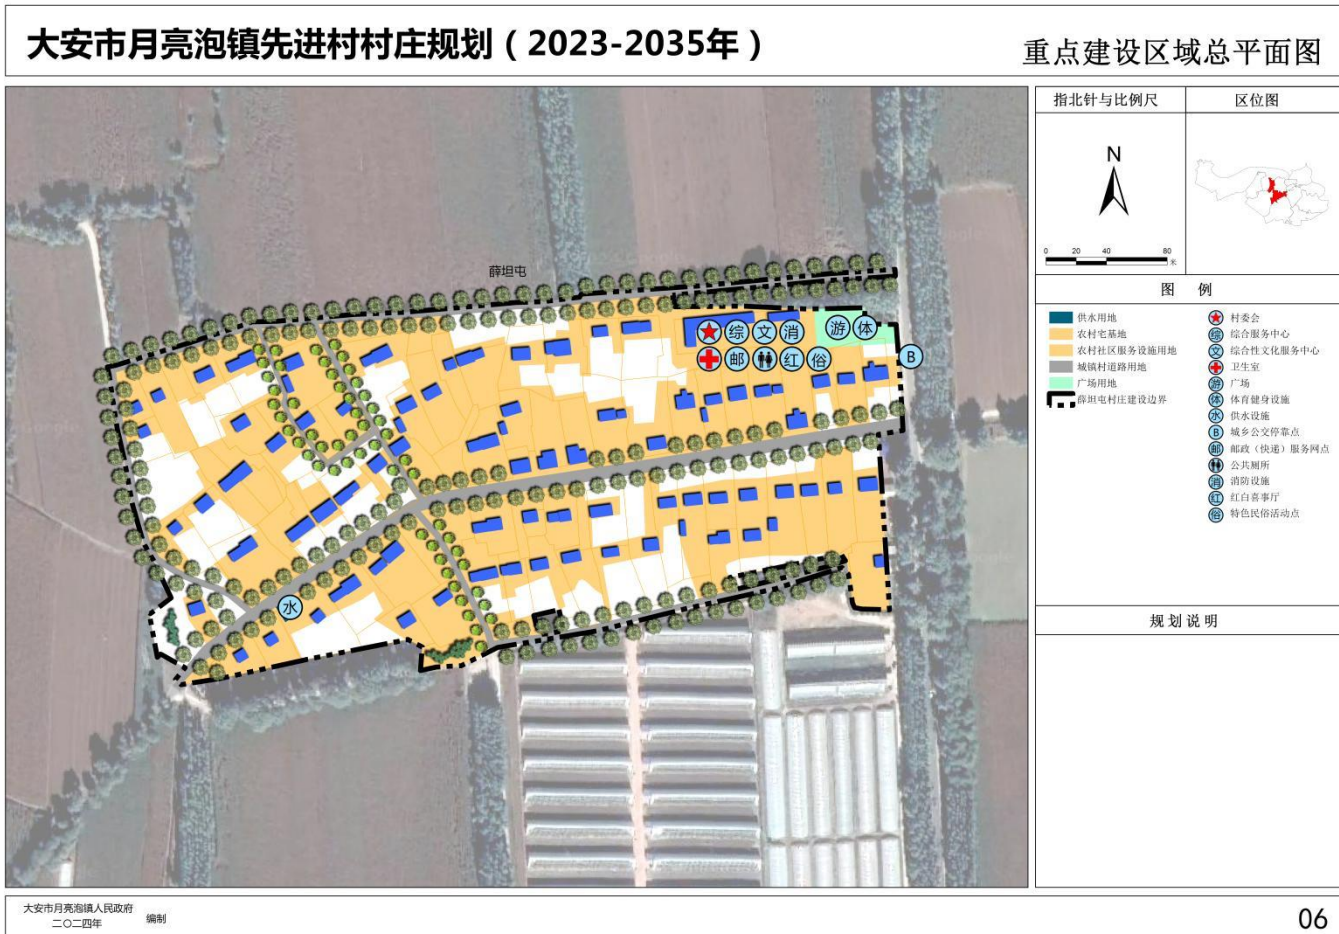 大安市月亮泡镇先进村村庄规划（2023-2035年）
重点建设区域总平面图
指北针与比例尺
区位图
N
0 20 40 80
米
薛坦屯
综 文 消
游 体
邮 红 俗
B
水
图 例
供水用地
农村宅基地
农村社区服务设施用地
城镇村道路用地
广场用地
薛坦屯村庄建设边界
村委会
综 综合服务中心
文 综合性文化服务中心
卫生室
游 广场
体 体育健身设施
水 供水设施
B 城乡公交停靠点
邮 邮政（快递）服务网点
公共厕所
消 消防设施
红 红白喜事厅
俗 特色民俗活动点
规划说明
大安市月亮泡镇人民政府
二〇二四年
编制
06